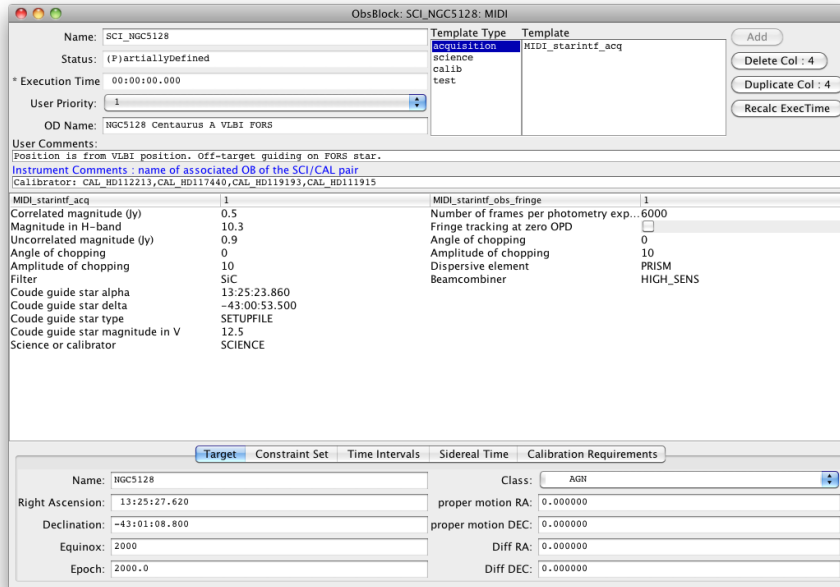 ObsBlock: SCI_NGC5128: MIDI
Name: SCI_NGC5128
Status: (P)artiallyDefined
* Execution Time 00:00:00.000
User Priority: 1
OD Name: NGC5128 Centaurus A VLBI FORS
Template Type Template
acquisition MIDI_starintf_acq
science
calib
test
Add
Delete Col : 4
Duplicate Col : 4
Recalc ExecTime
User Comments:
Position is from VLBI position. Off-target guiding on FORS star.
Instrument Comments : name of associated OB of the SCI/CAL pair
Calibrator: CAL_HD112213,CAL_HD117440,CAL_HD119193,CAL_HD111915
MIDI_starintf_acq 1
Correlated magnitude (Jy) 0.5
Magnitude in H-band 10.3
Uncorrelated magnitude (Jy) 0.9
Angle of chopping 0
Amplitude of chopping 10
Filter SiC
Coude guide star alpha 13:25:23.860
Coude guide star delta -43:00:53.500
Coude guide star type SETUPFILE
Coude guide star magnitude in V 12.5
Science or calibrator SCIENCE
MIDI_starintf_obs_fringe 1
Number of frames per photometry exp...6000
Fringe tracking at zero OPD
Angle of chopping 0
Amplitude of chopping 10
Dispersive element PRISM
Beamcombiner HIGH_SENS
Target Constraint Set Time Intervals Sidereal Time Calibration Requirements
Name: NGC5128
Right Ascension: 13:25:27.620
Declination: -43:01:08.800
Equinox: 2000
Epoch: 2000.0
Class: AGN
proper motion RA: 0.000000
proper motion DEC: 0.000000
Diff RA: 0.000000
Diff DEC: 0.000000